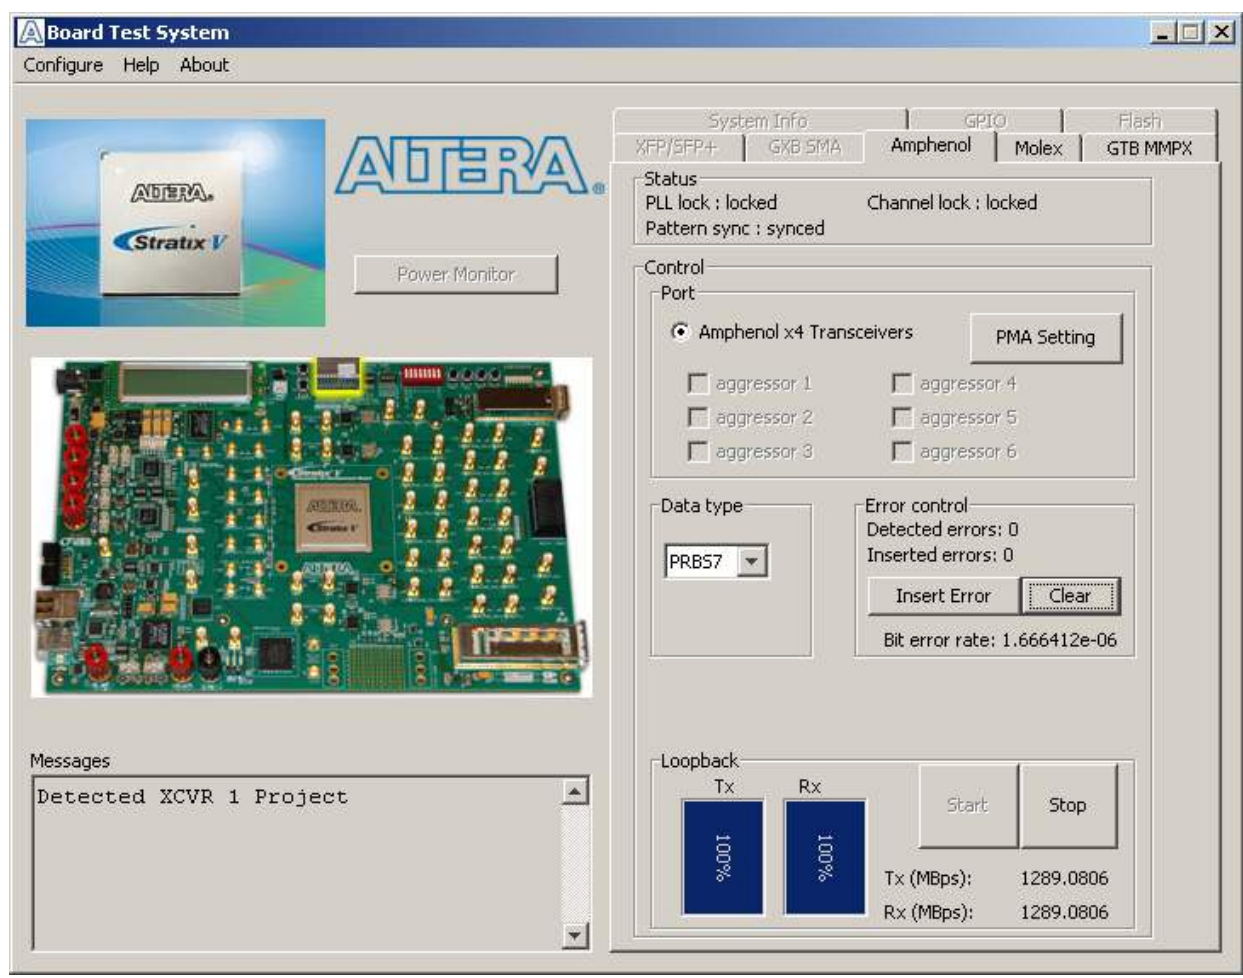 Board Test System
Configure Help About
ALTERA.
Stratix V
ALTERA®
Power Monitor
Stratix V
ALTERA.
Stratix V
ALTERA
Messages
Detected XCVR 1 Project
System Info GPIO Flash
XFP/SFP+ GXB SMA Amphenol Molex GTB MMPX
Status
PLL lock : locked Channel lock : locked
Pattern sync : synced
Control
Port
Amphenol x4 Transceivers PMA Setting
aggressor 1 aggressor 4
aggressor 2 aggressor 5
aggressor 3 aggressor 6
Data type
PRBS7
Error control
Detected errors: 0
Inserted errors: 0
Insert Error Clear
Bit error rate: 1.666412e-06
Loopback
Tx Rx
100% 100%
Start Stop
Tx (MBps): 1289.0806
Rx (MBps): 1289.0806